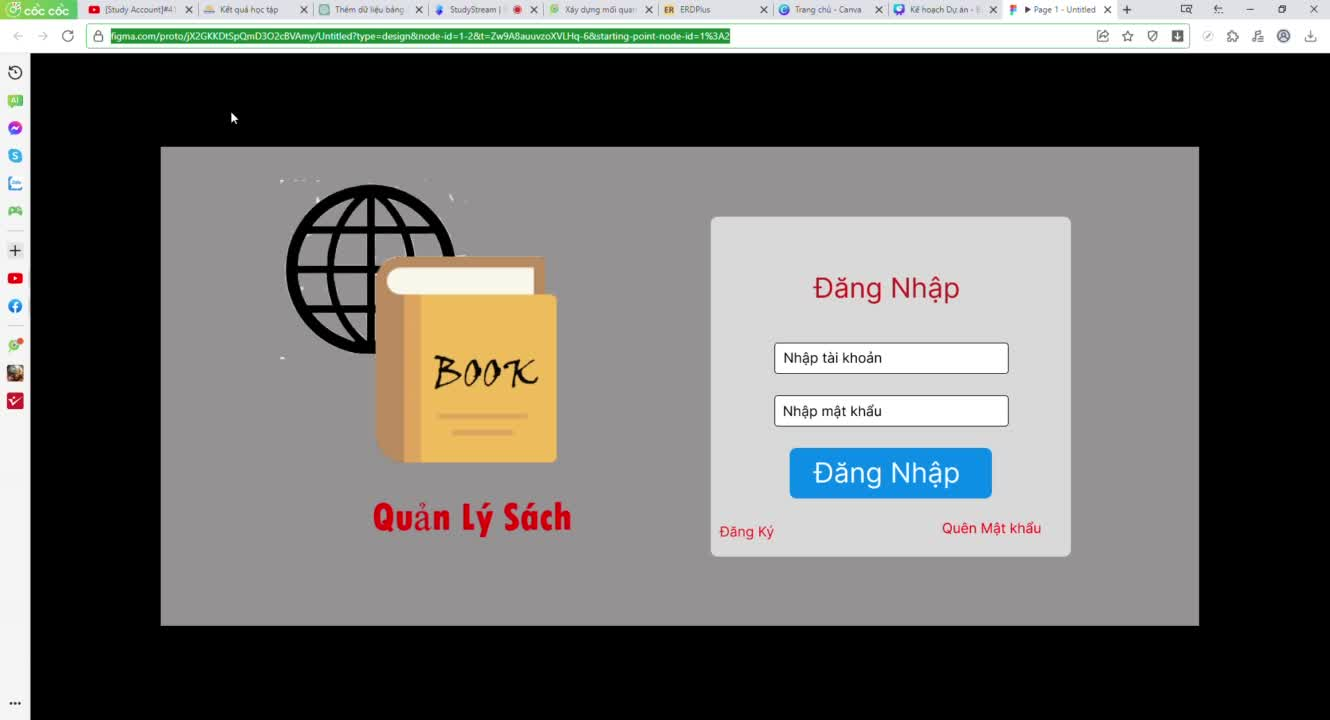 cốc cốc
[Study Account]#4
Kết quả học tập
Thêm dữ liệu bảng
StudyStream |
Xây dựng mối quan
ER ERDPlus
Trang chủ - Canva
Kế hoạch Dự án -
Page 1 - Untitled
figma.com/proto/jX2GKKDtSpQmD3O2cBVAmy/Untitled?type=design&node-id=1-2&t=Zw9A8auuvzoXVLHq-6&starting-point-node-id=1%3A2
AI
Zalo
BOOK
Quản Lý Sách
Đăng Nhập
Nhập tài khoản
Nhập mật khẩu
Đăng Nhập
Đăng Ký
Quên Mật khẩu